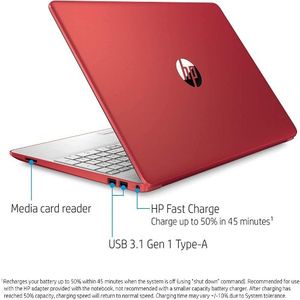 hp
Media card reader
HP Fast Charge
Charge up to 50% in 45 minutes¹
USB 3.1 Gen 1 Type-A
¹Recharges your battery up to 50% within 45 minutes when the system is off (using "shut down" command). Recommended for use
with the HP adapter provided with the notebook, not recommended with a smaller capacity battery charger. After charging has
reached 50% capacity, charging speed will return to normal speed. Charging time may vary +/-10% due to System tolerance.